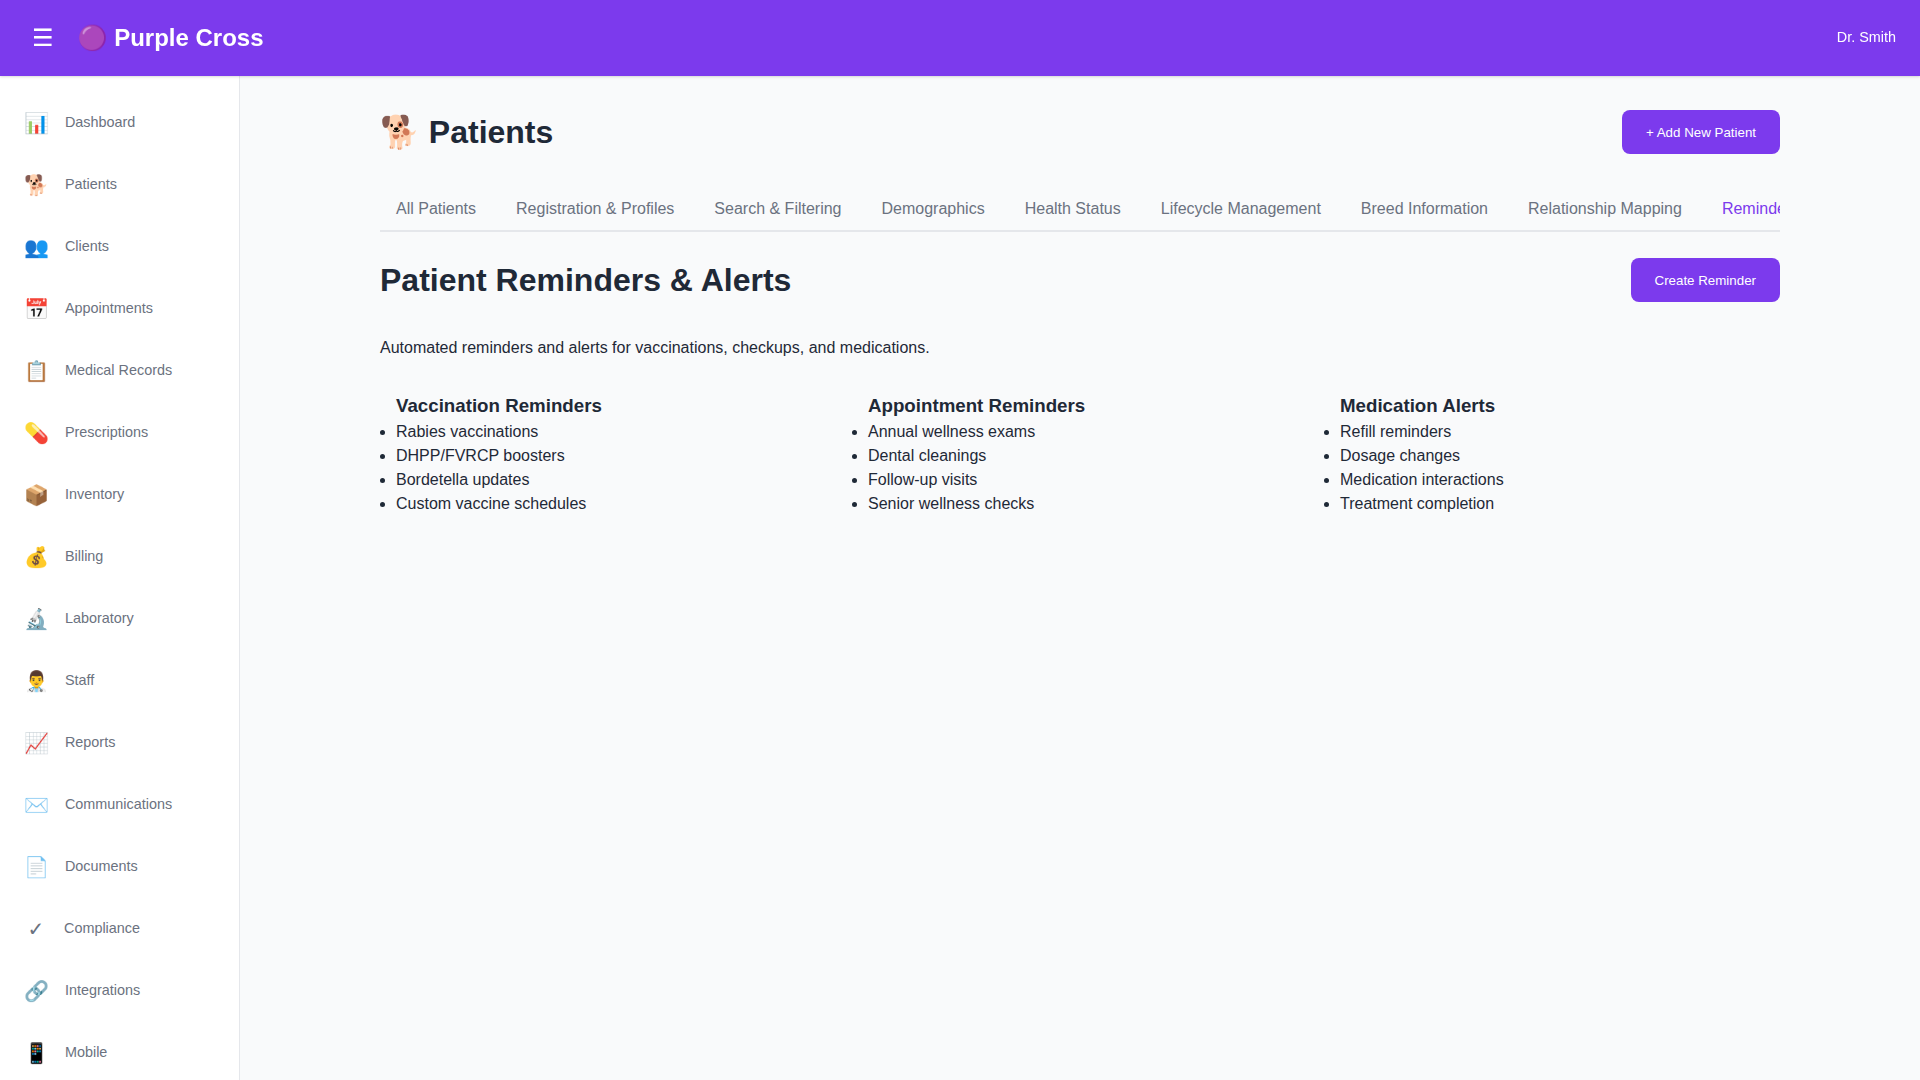 ☰ Purple Cross
Dr. Smith
Dashboard
Patients
Clients
Appointments
Medical Records
Prescriptions
Inventory
Billing
Laboratory
Staff
Reports
Communications
Documents
✓ Compliance
Integrations
Mobile
Patients
+ Add New Patient
All Patients Registration & Profiles Search & Filtering Demographics Health Status Lifecycle Management Breed Information Relationship Mapping Reminde
Patient Reminders & Alerts
Create Reminder
Automated reminders and alerts for vaccinations, checkups, and medications.
Vaccination Reminders
• Rabies vaccinations
• DHPP/FVRCP boosters
• Bordetella updates
• Custom vaccine schedules
Appointment Reminders
• Annual wellness exams
• Dental cleanings
• Follow-up visits
• Senior wellness checks
Medication Alerts
• Refill reminders
• Dosage changes
• Medication interactions
• Treatment completion